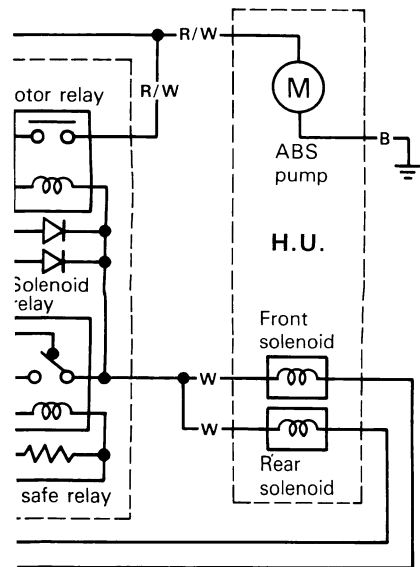 R/W
R/W
otor relay
M
B
ABS
pump
H.U.
Solenoid
relay
Front
solenoid
W
W
Rear
solenoid
safe relay